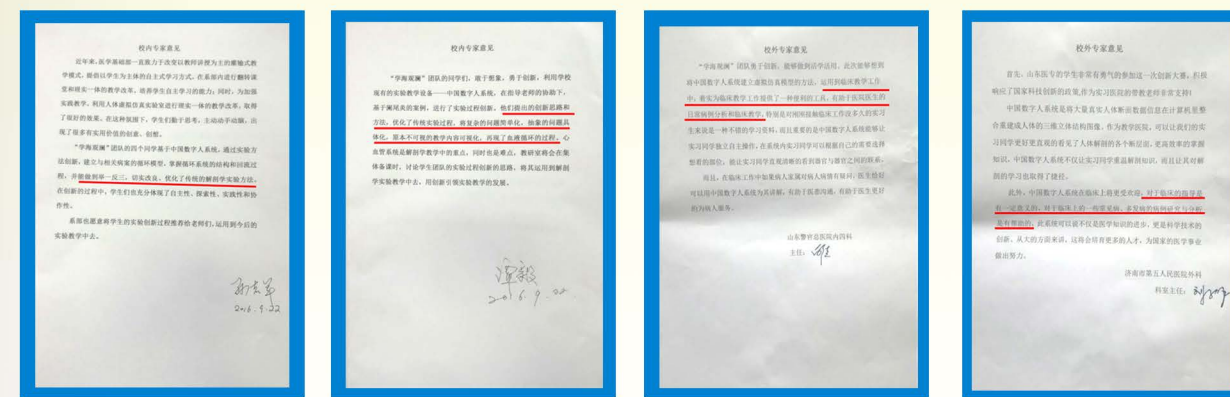 校内专家意见
近年来，医学基础部一直致力于改变以教师讲授为主的灌输式教
学模式，提倡以学生为主体的自主式学习方式，在系部内进行翻转课
堂和理实一体的教学改革，培养学生自主学习的能力；同时，为加强
实践教学，利用人体虚拟仿真实验室进行理实一体的教学改革，取得
了很好的效果。在这种氛围下，学生们勤于思考，主动动手动脑，出
现了很多有实用价值的创意、创想。
“学海观澜”团队的四个同学基于中国数字人系统，通过实验方
法创新，建立与相关病案的循环模型，掌握循环系统的结构和回流过
程，并能做到举一反三，切实改良、优化了传统的解剖学实验方法。
在创新的过程中，学生们也充分体现了自主性、探索性、实践性和协
作性。
系部也愿意将学生的实验创新过程推荐给老师们，运用到今后的
实验教学中去。
2016.9.22
校内专家意见
“学海观澜”团队的同学们，敢于想象，勇于创新，利用学校
现有的实验教学设备——中国数字人系统，在指导老师的协助下，
基于阑尾炎的案例，进行了实验过程创新。他们提出的创新思路和
方法，优化了传统实验过程，将复杂的问题简单化，抽象的问题具
体化，原本不可视的教学内容可视化，再现了血液循环的过程。心
血管系统是解剖学教学中的重点，同时也是难点，教研室将会在集
体备课时，讨论学生团队的实验过程创新的思路，将其运用到解剖
学实验教学中去，用创新引领实验教学的发展。
谭毅
2016.9.22
校外专家意见
“学海观澜”团队勇于创新，能够做到活学活用，此次能想到
将中国数字人系统建立虚拟仿真模型的方法，运用到临床教学工作
中，着实为临床教学工作提供了一种便利的工具，有助于医院医生的
日常病例分析和临床教学，特别是对刚刚接触临床工作没多久的实习
生来说是一种不错的学习资料，而且重要的是中国数字人系统能够让
实习同学独立自主操作，在系统内实习同学可以根据自己的需要选择
想看的部位，能让实习同学直观清晰的看到器官与器官之间的联系。
而且，在临床工作中如果病人家属对病人病情有疑问，医生恰好
可以用中国数字人系统为其讲解，有助于医患沟通，有助于医生更好
的为病人服务。
山东警官总医院内四科
主任：
校外专家意见
首先，山东医专的学生非常有勇气的参加这一次创新大赛，积极
响应了国家科技创新的政策，作为实习医院的带教老师非常支持！
中国数字人系统是将大量真实人体断面数据信息在计算机里整
合重建成人体的三维立体结构图像。作为教学医院，可以让我们的实
习同学更好更直观的看见了人体解剖的各个断层面，更高效率的掌握
知识。中国数字人系统不仅让实习同学重温解剖知识，而且让其对解
剖的学习也取得了捷径。
此外，中国数字人系统在临床上将更受欢迎，对于临床的指导是
有一定意义的，对于临床上的一些常见病、多发病的病例研究与分析
是有帮助的，此系统可以说不仅是医学知识的进步，更是科学技术的
创新，从大的方面来讲，这将会培育更多的人才，为国家的医学事业
做出努力。
济南市第五人民医院外科
科室主任：